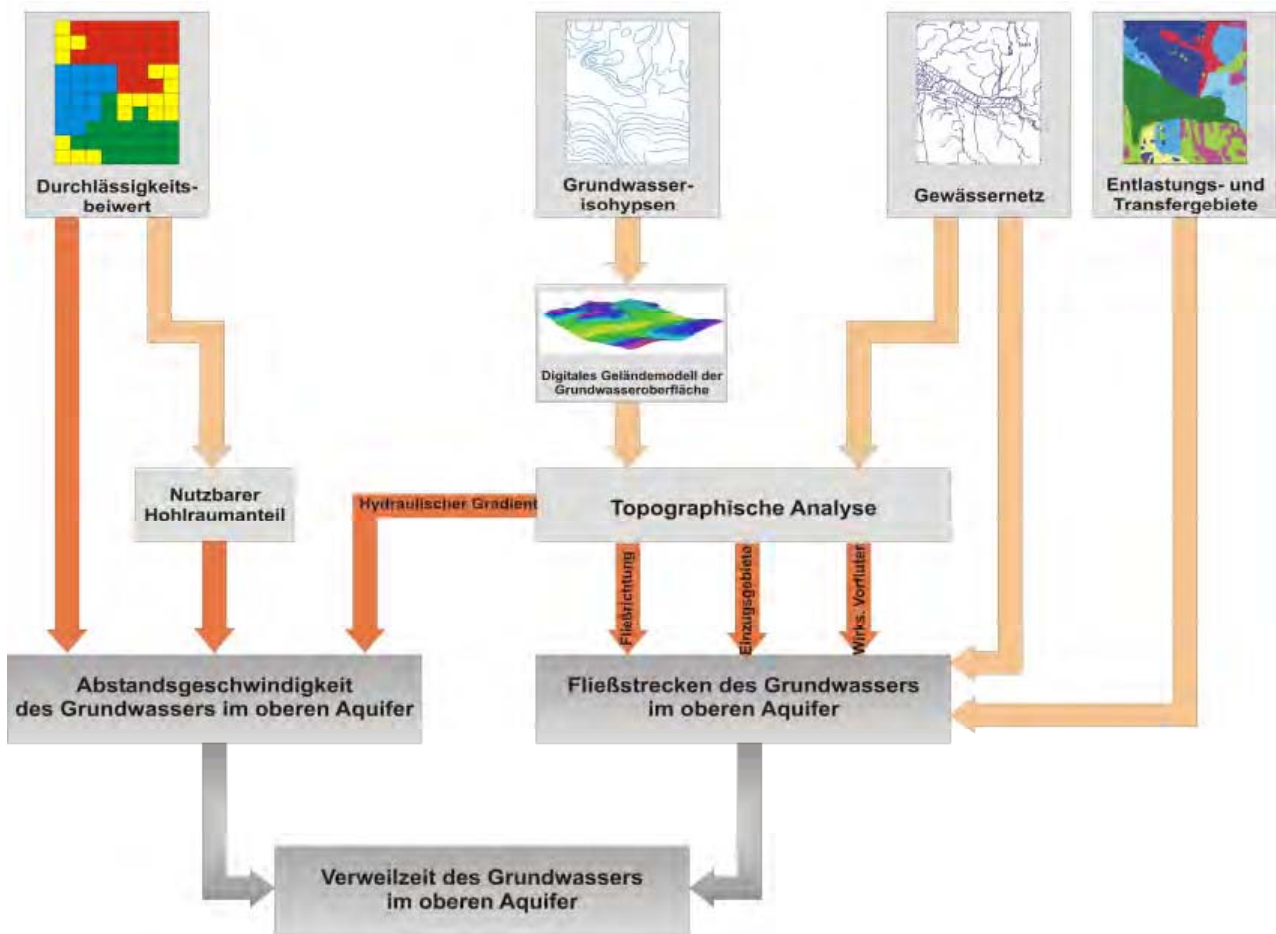 Durchlässigkeits-
beiwert
Grundwasser-
isohypsen
Gewässernetz
Entlastungs- und
Transfergebiete
Digitales Geländemodell der
Grundwasseroberfläche
Nutzbarer
Hohlraumanteil
Hydraulischer Gradient
Topographische Analyse
Fließrichtung
Einzugsgebiete
Wirks. Vorfluter
Abstandsgeschwindigkeit
des Grundwassers im oberen Aquifer
Fließstrecken des Grundwassers
im oberen Aquifer
Verweilzeit des Grundwassers
im oberen Aquifer